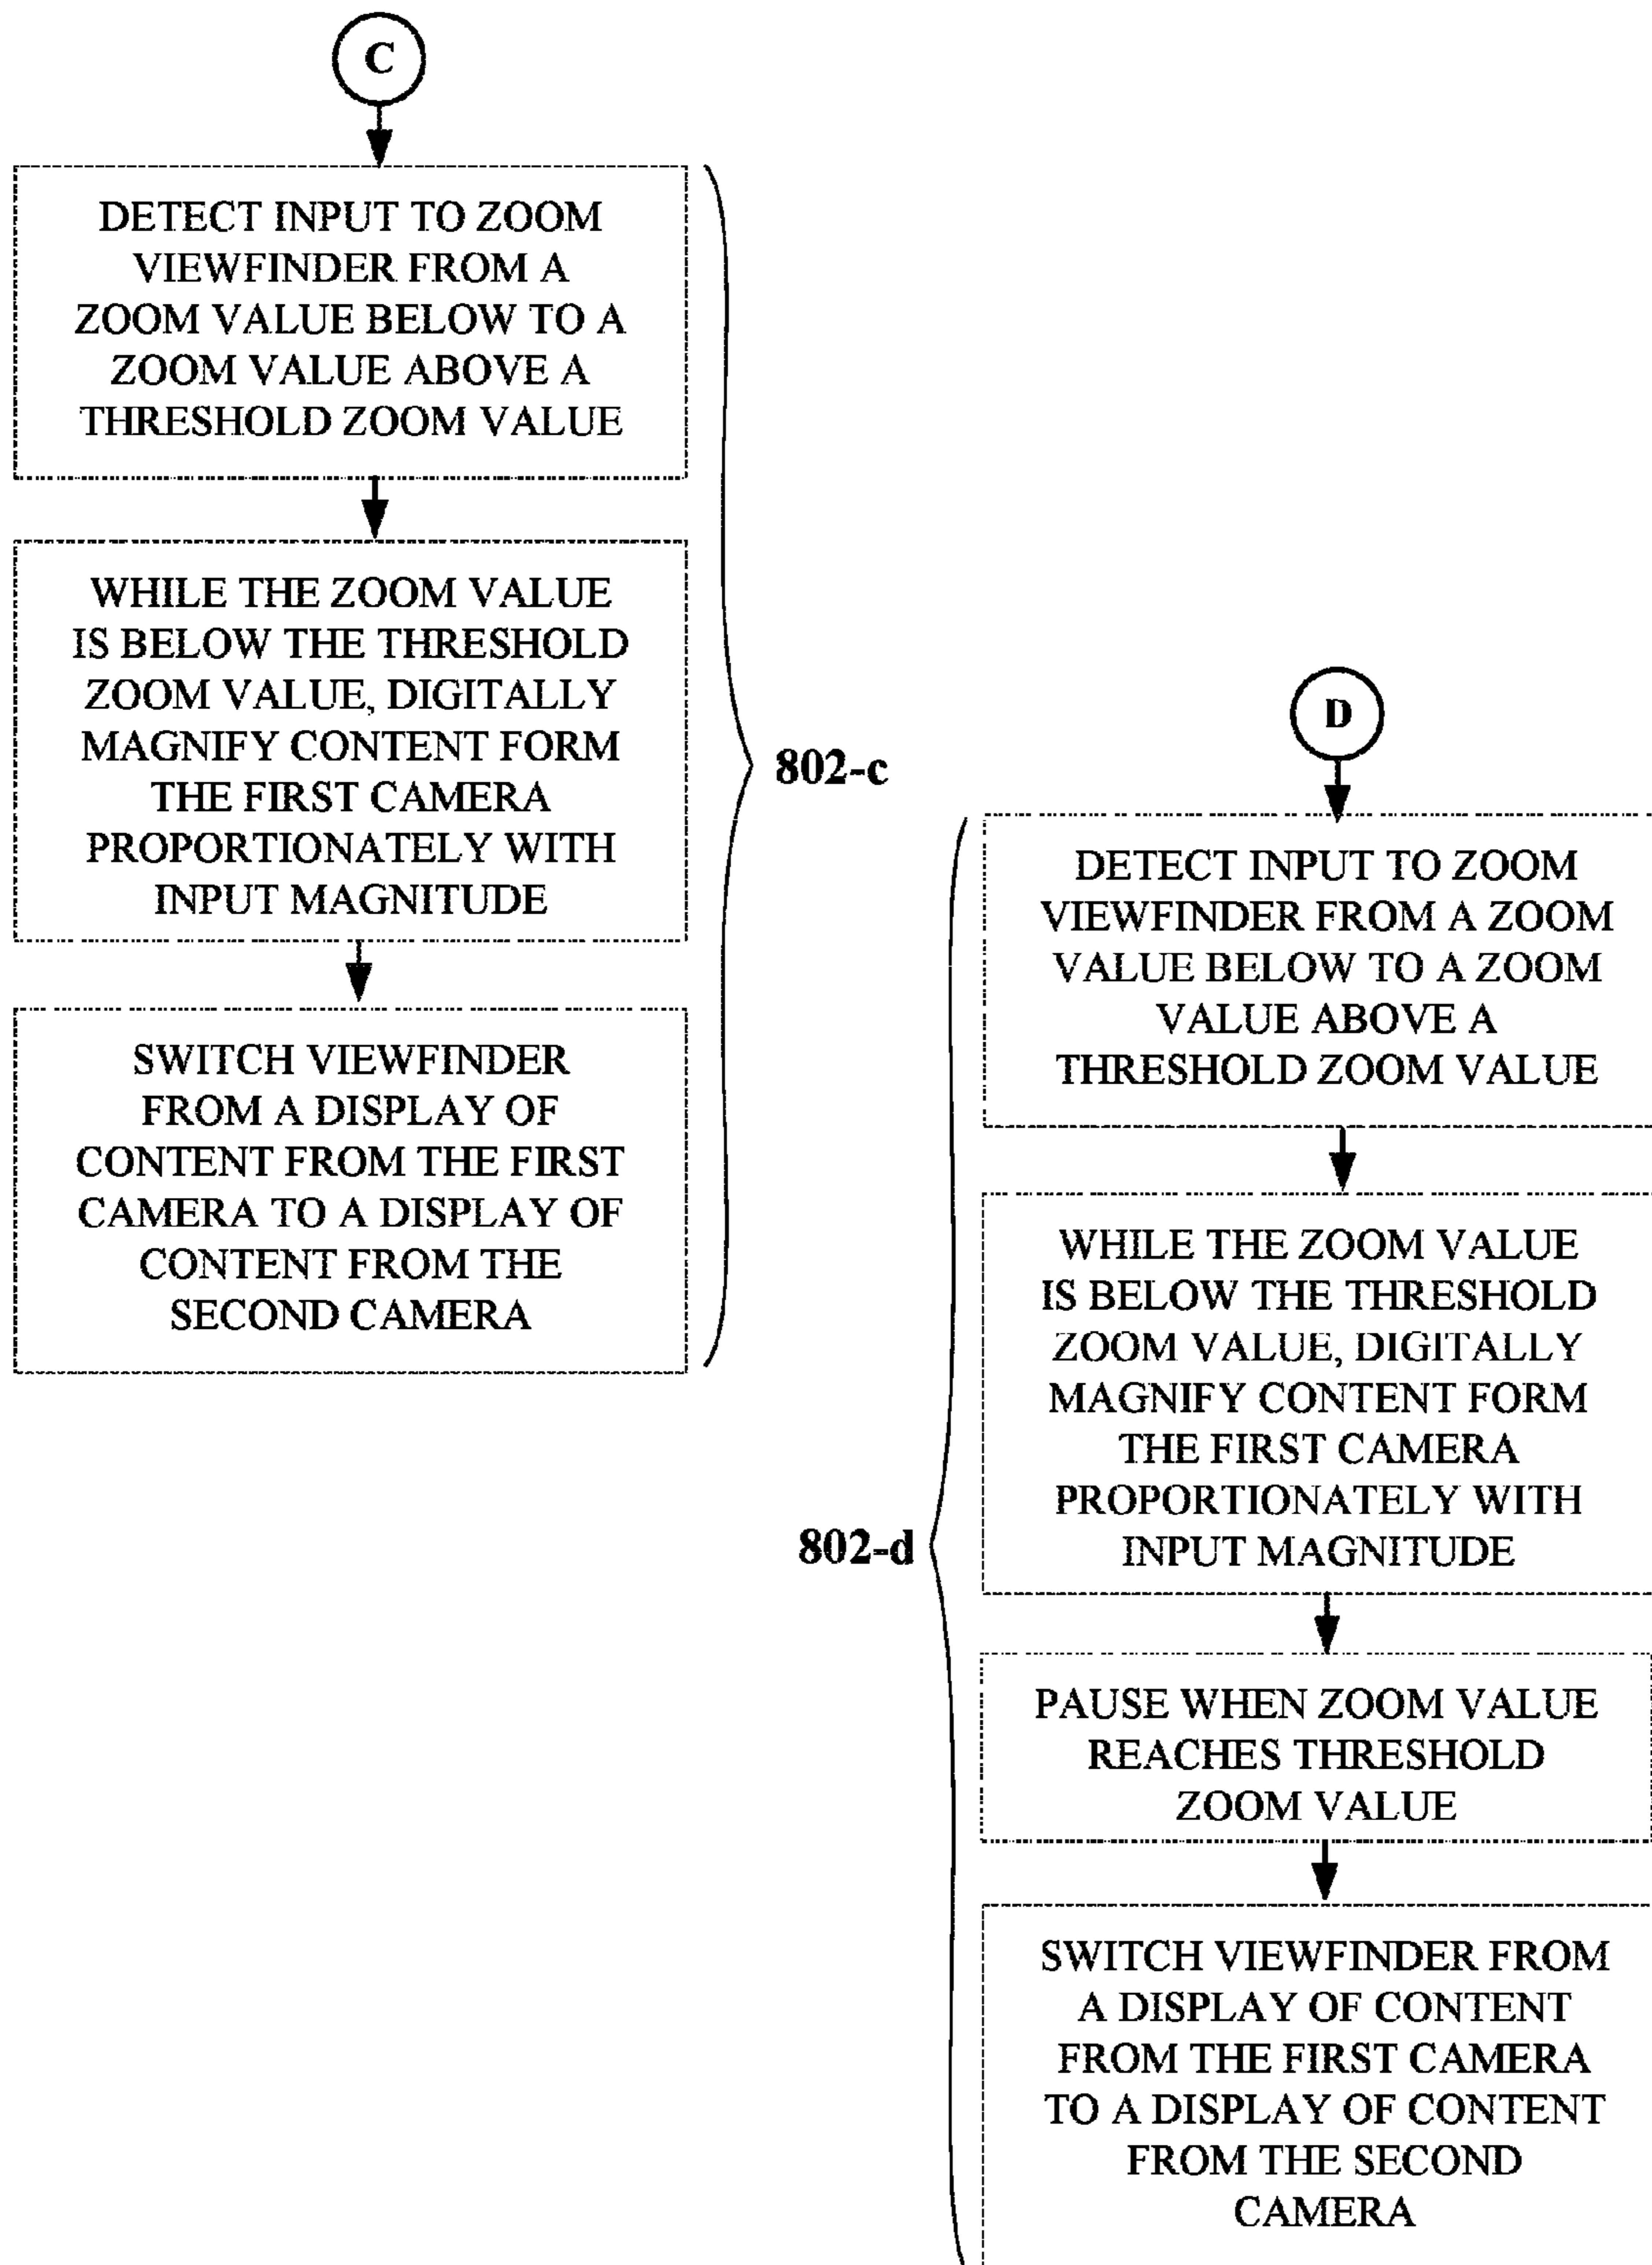 C
DETECT INPUT TO ZOOM
VIEWFINDER FROM A
ZOOM VALUE BELOW TO A
ZOOM VALUE ABOVE A
THRESHOLD ZOOM VALUE
WHILE THE ZOOM VALUE
IS BELOW THE THRESHOLD
ZOOM VALUE, DIGITALLY
MAGNIFY CONTENT FORM
THE FIRST CAMERA
PROPORTIONATELY WITH
INPUT MAGNITUDE
SWITCH VIEWFINDER
FROM A DISPLAY OF
CONTENT FROM THE FIRST
CAMERA TO A DISPLAY OF
CONTENT FROM THE
SECOND CAMERA
802-c
D
DETECT INPUT TO ZOOM
VIEWFINDER FROM A ZOOM
VALUE BELOW TO A ZOOM
VALUE ABOVE A
THRESHOLD ZOOM VALUE
WHILE THE ZOOM VALUE
IS BELOW THE THRESHOLD
ZOOM VALUE, DIGITALLY
MAGNIFY CONTENT FORM
THE FIRST CAMERA
PROPORTIONATELY WITH
INPUT MAGNITUDE
802-d
PAUSE WHEN ZOOM VALUE
REACHES THRESHOLD
ZOOM VALUE
SWITCH VIEWFINDER FROM
A DISPLAY OF CONTENT
FROM THE FIRST CAMERA
TO A DISPLAY OF CONTENT
FROM THE SECOND
CAMERA